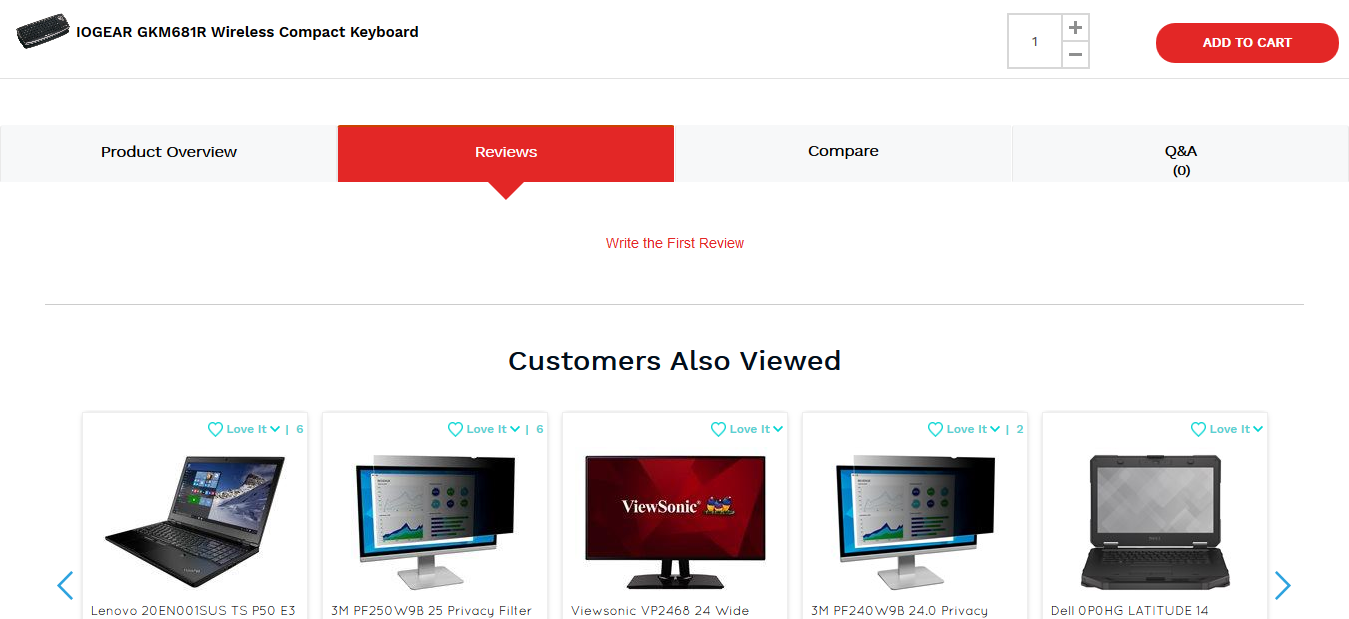 IOGEAR GKM681R Wireless Compact Keyboard
1
ADD TO CART
Product Overview
Reviews
Compare
Q&A
(0)
Write the First Review
Customers Also Viewed
Love It | 6
Love It | 6
Love It
Love It | 2
Love It
ViewSonic
Lenovo 20EN001SUS TS P50 E3
3M PF250W9B 25 Privacy Filter
Viewsonic VP2468 24 Wide
3M PF240W9B 24.0 Privacy
Dell 0P0HG LATITUDE 14